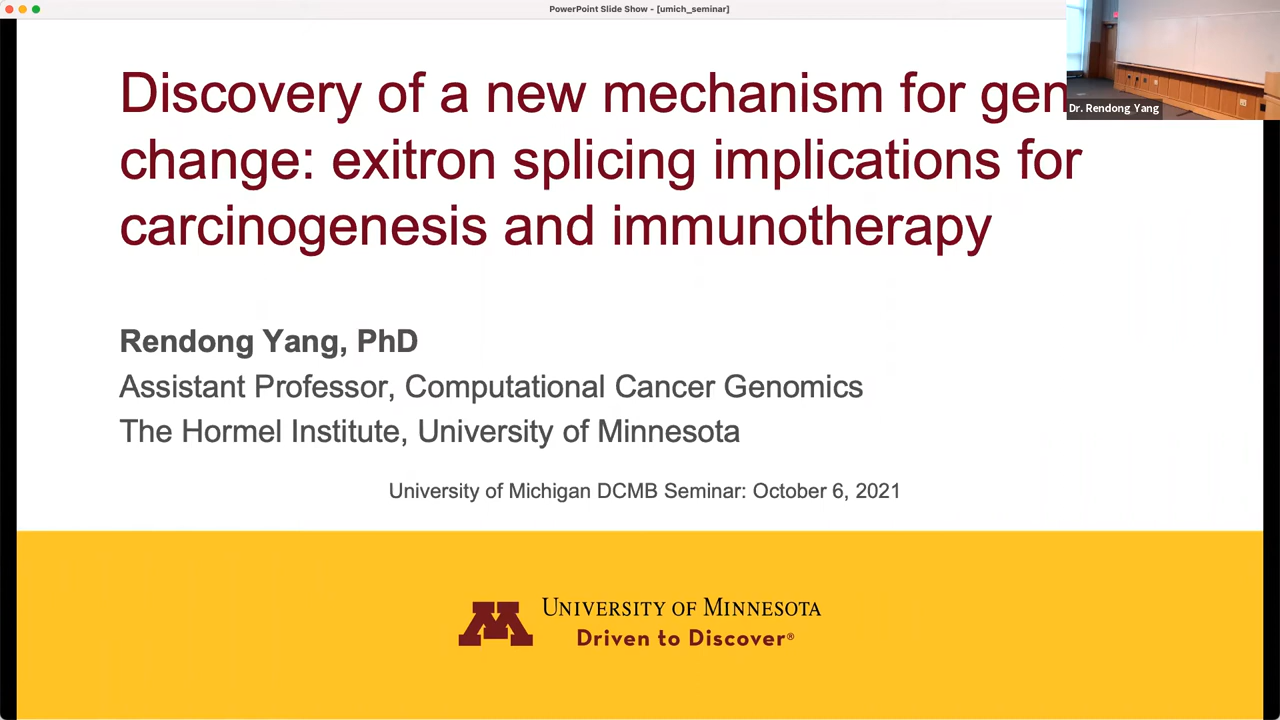 PowerPoint Slide Show - [umich_seminar]
Discovery of a new mechanism for
change: exitron splicing implications for
carcinogenesis and immunotherapy
Dr. Rendong Yang
Rendong Yang, PhD
Assistant Professor, Computational Cancer Genomics
The Hormel Institute, University of Minnesota
University of Michigan DCMB Seminar: October 6, 2021
M
UNIVERSITY OF MINNESOTA
Driven to Discover®